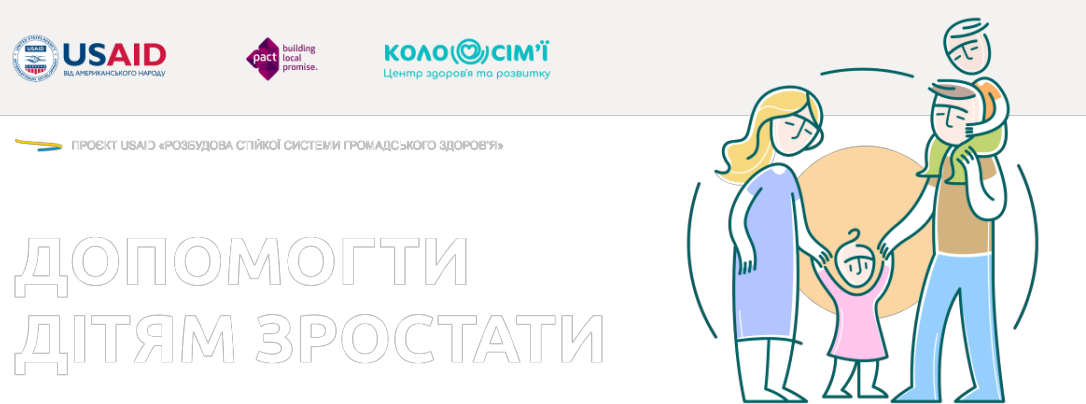 USAID
USAID
ВІД АМЕРИКАНСЬКОГО НАРОДУ
pact
building
local
promise.
КОЛО СІМ'Ї
Центр здоров'я та розвитку
ПРОЄКТ USAID «РОЗБУДОВА СТІЙКОЇ СИСТЕМИ ГРОМАДСЬКОГО ЗДОРОВ'Я»
ДОПОМОГТИ
ДІТЯМ ЗРОСТАТИ